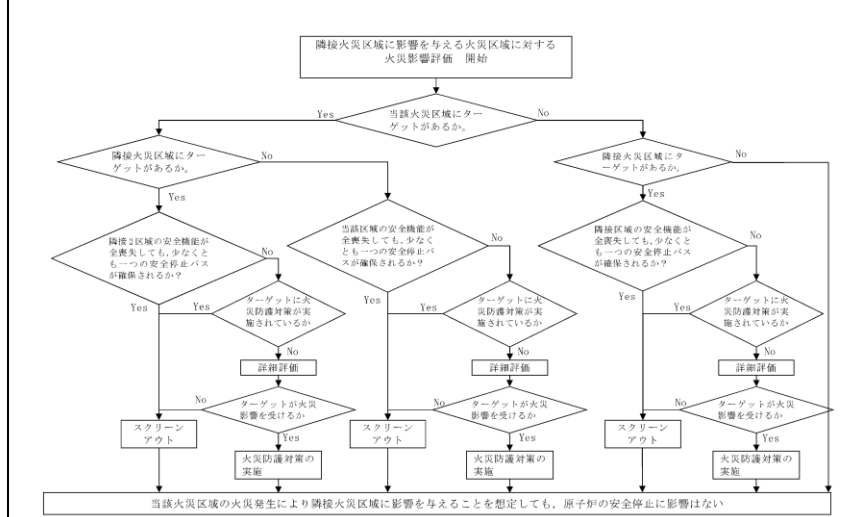 隣接火災区域に影響を与える火災区域に対する
火災影響評価　開始
当該火災区域にター
ゲットがあるか。
Yes
No
隣接火災区域にター
ゲットがあるか。
No
Yes
隣接火災区域にタ
ーゲットがあるか。
No
Yes
隣接2区域の安全機能が
全喪失しても、少なくと
も一つの安全停止パス
が確保されるか？
No
Yes
当該区域の安全機能が
全喪失しても、少なく
とも一つの安全停止パ
スが確保されるか？
No
Yes
隣接区域の安全機能が
全喪失しても、少なく
とも一つの安全停止パ
スが確保されるか？
No
Yes
ターゲットに火
災防護対策が実
施されているか
Yes
No
ターゲットに火
災防護対策が実
施されているか
Yes
No
ターゲットに火
災防護対策が実
施されているか
Yes
No
詳細評価
詳細評価
詳細評価
ターゲットが火災
影響を受けるか
No
Yes
ターゲットが火災
影響を受けるか
No
Yes
ターゲットが火災
影響を受けるか
No
Yes
スクリーン
アウト
火災防護対策の
実施
スクリーン
アウト
火災防護対策の
実施
スクリーン
アウト
火災防護対策の
実施
当該火災区域の火災発生により隣接火災区域に影響を与えることを想定しても，原子炉の安全停止に影響はない